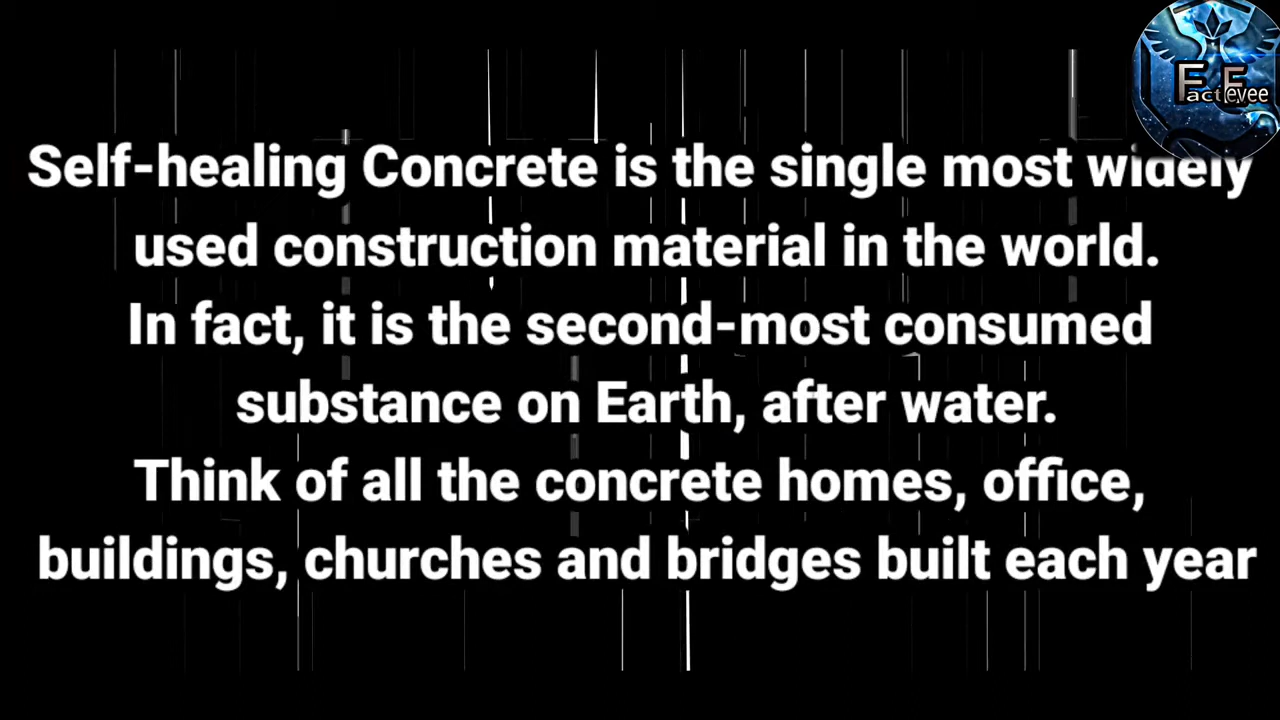 Fact Evee
Self-healing Concrete is the single most widely
used construction material in the world.
In fact, it is the second-most consumed
substance on Earth, after water.
Think of all the concrete homes, office,
buildings, churches and bridges built each year